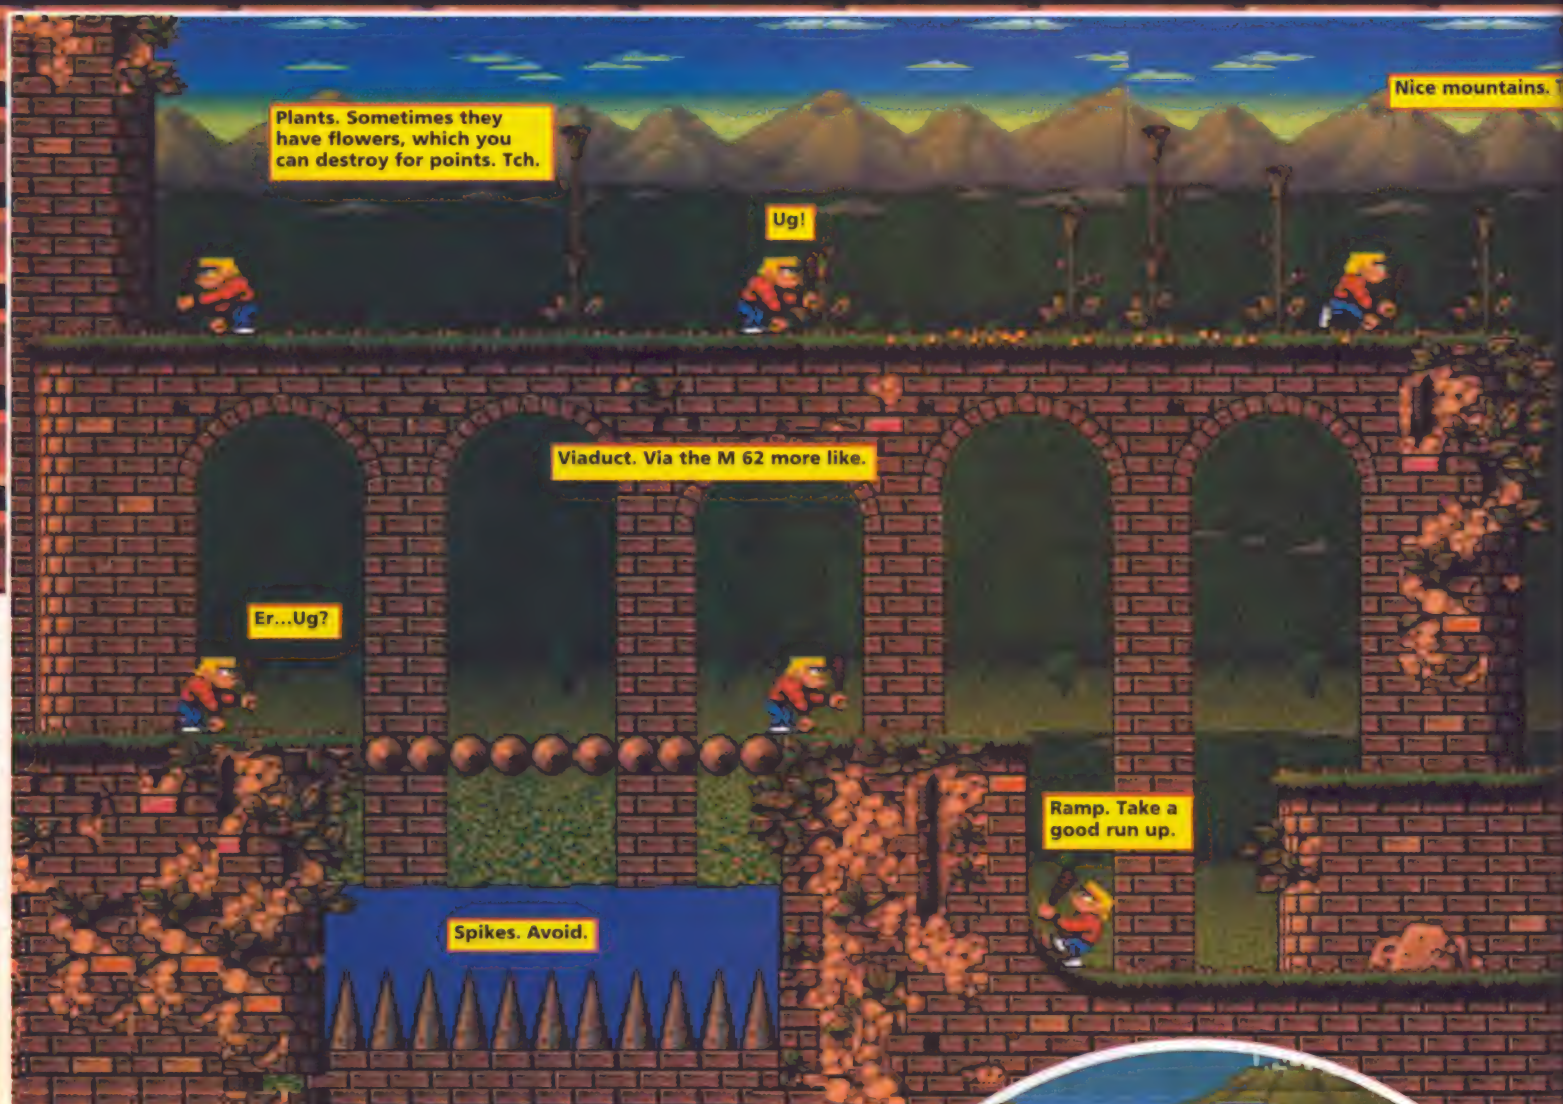 Nice mountains.
Plants. Sometimes they
have flowers, which you
can destroy for points. Tch.
Ug!
Viaduct. Via the M 62 more like.
Er...Ug?
Ramp. Take a
good run up.
Spikes. Avoid.